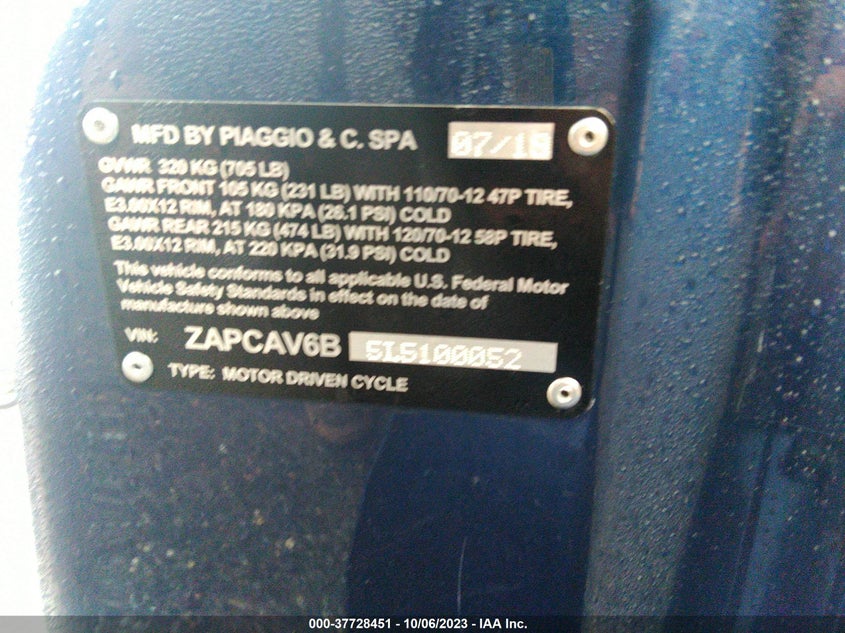 MFD BY PIAGGIO & C. SPA 07/19
GVWR 320 KG (705 LB)
GAWR FRONT 105 KG (231 LB) WITH 110/70-12 47P TIRE,
E3.00X12 RIM, AT 180 KPA (26.1 PSI) COLD
GAWR REAR 215 KG (474 LB) WITH 120/70-12 58P TIRE,
E3.00X12 RIM, AT 220 KPA (31.9 PSI) COLD
This vehicle conforms to all applicable U.S. Federal Motor
Vehicle Safety Standards in effect on the date of
manufacture shown above
VIN: ZAPCAV6B 5L5100052
TYPE: MOTOR DRIVEN CYCLE
000-37728451 - 10/06/2023 - IAA Inc.